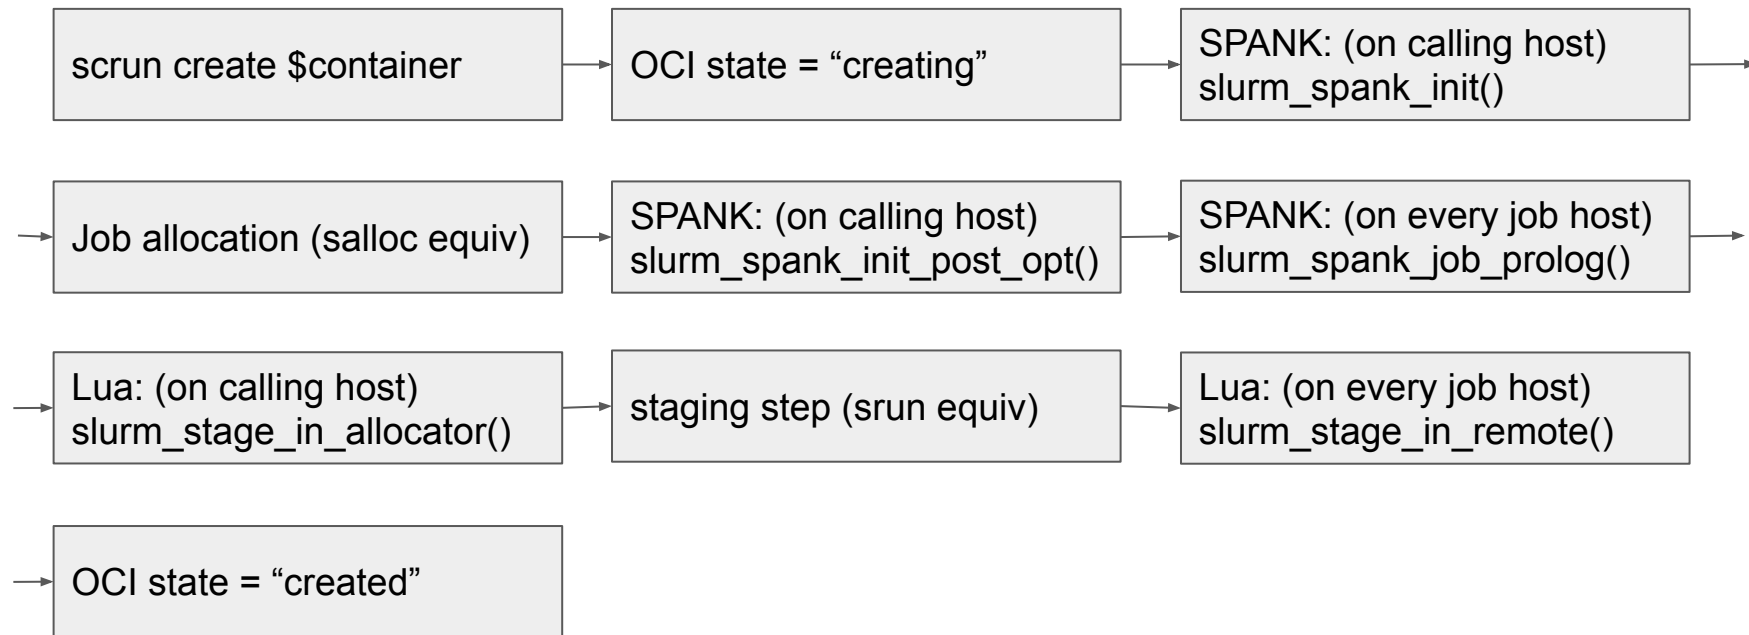 scrun create $container
OCI state = “creating”
SPANK: (on calling host)
slurm_spank_init()
Job allocation (salloc equiv)
SPANK: (on calling host)
slurm_spank_init_post_opt()
SPANK: (on every job host)
slurm_spank_job_prolog()
Lua: (on calling host)
slurm_stage_in_allocator()
staging step (srun equiv)
Lua: (on every job host)
slurm_stage_in_remote()
OCI state = “created”